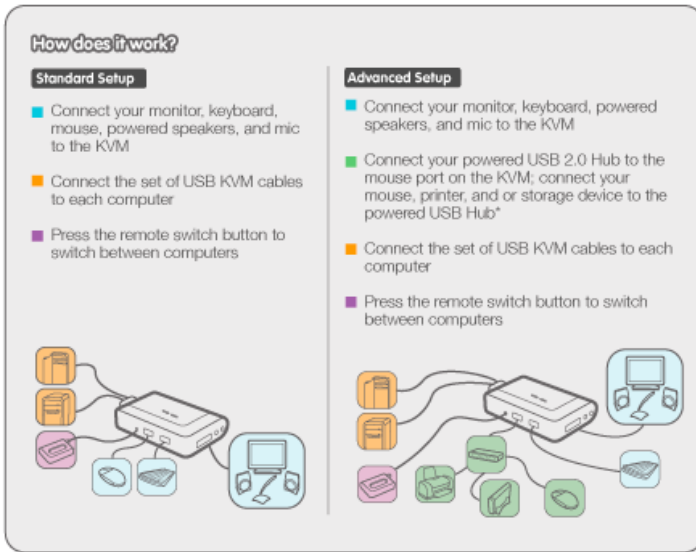 How does it work?
Standard Setup
Connect your monitor, keyboard,
mouse, powered speakers, and mic
to the KVM
Connect the set of USB KVM cables
to each computer
Press the remote switch button to
switch between computers
Advanced Setup
Connect your monitor, keyboard, powered
speakers, and mic to the KVM
Connect your powered USB 2.0 Hub to the
mouse port on the KVM; connect your
mouse, printer, and or storage device to the
powered USB Hub*
Connect the set of USB KVM cables to each
computer
Press the remote switch button to switch
between computers